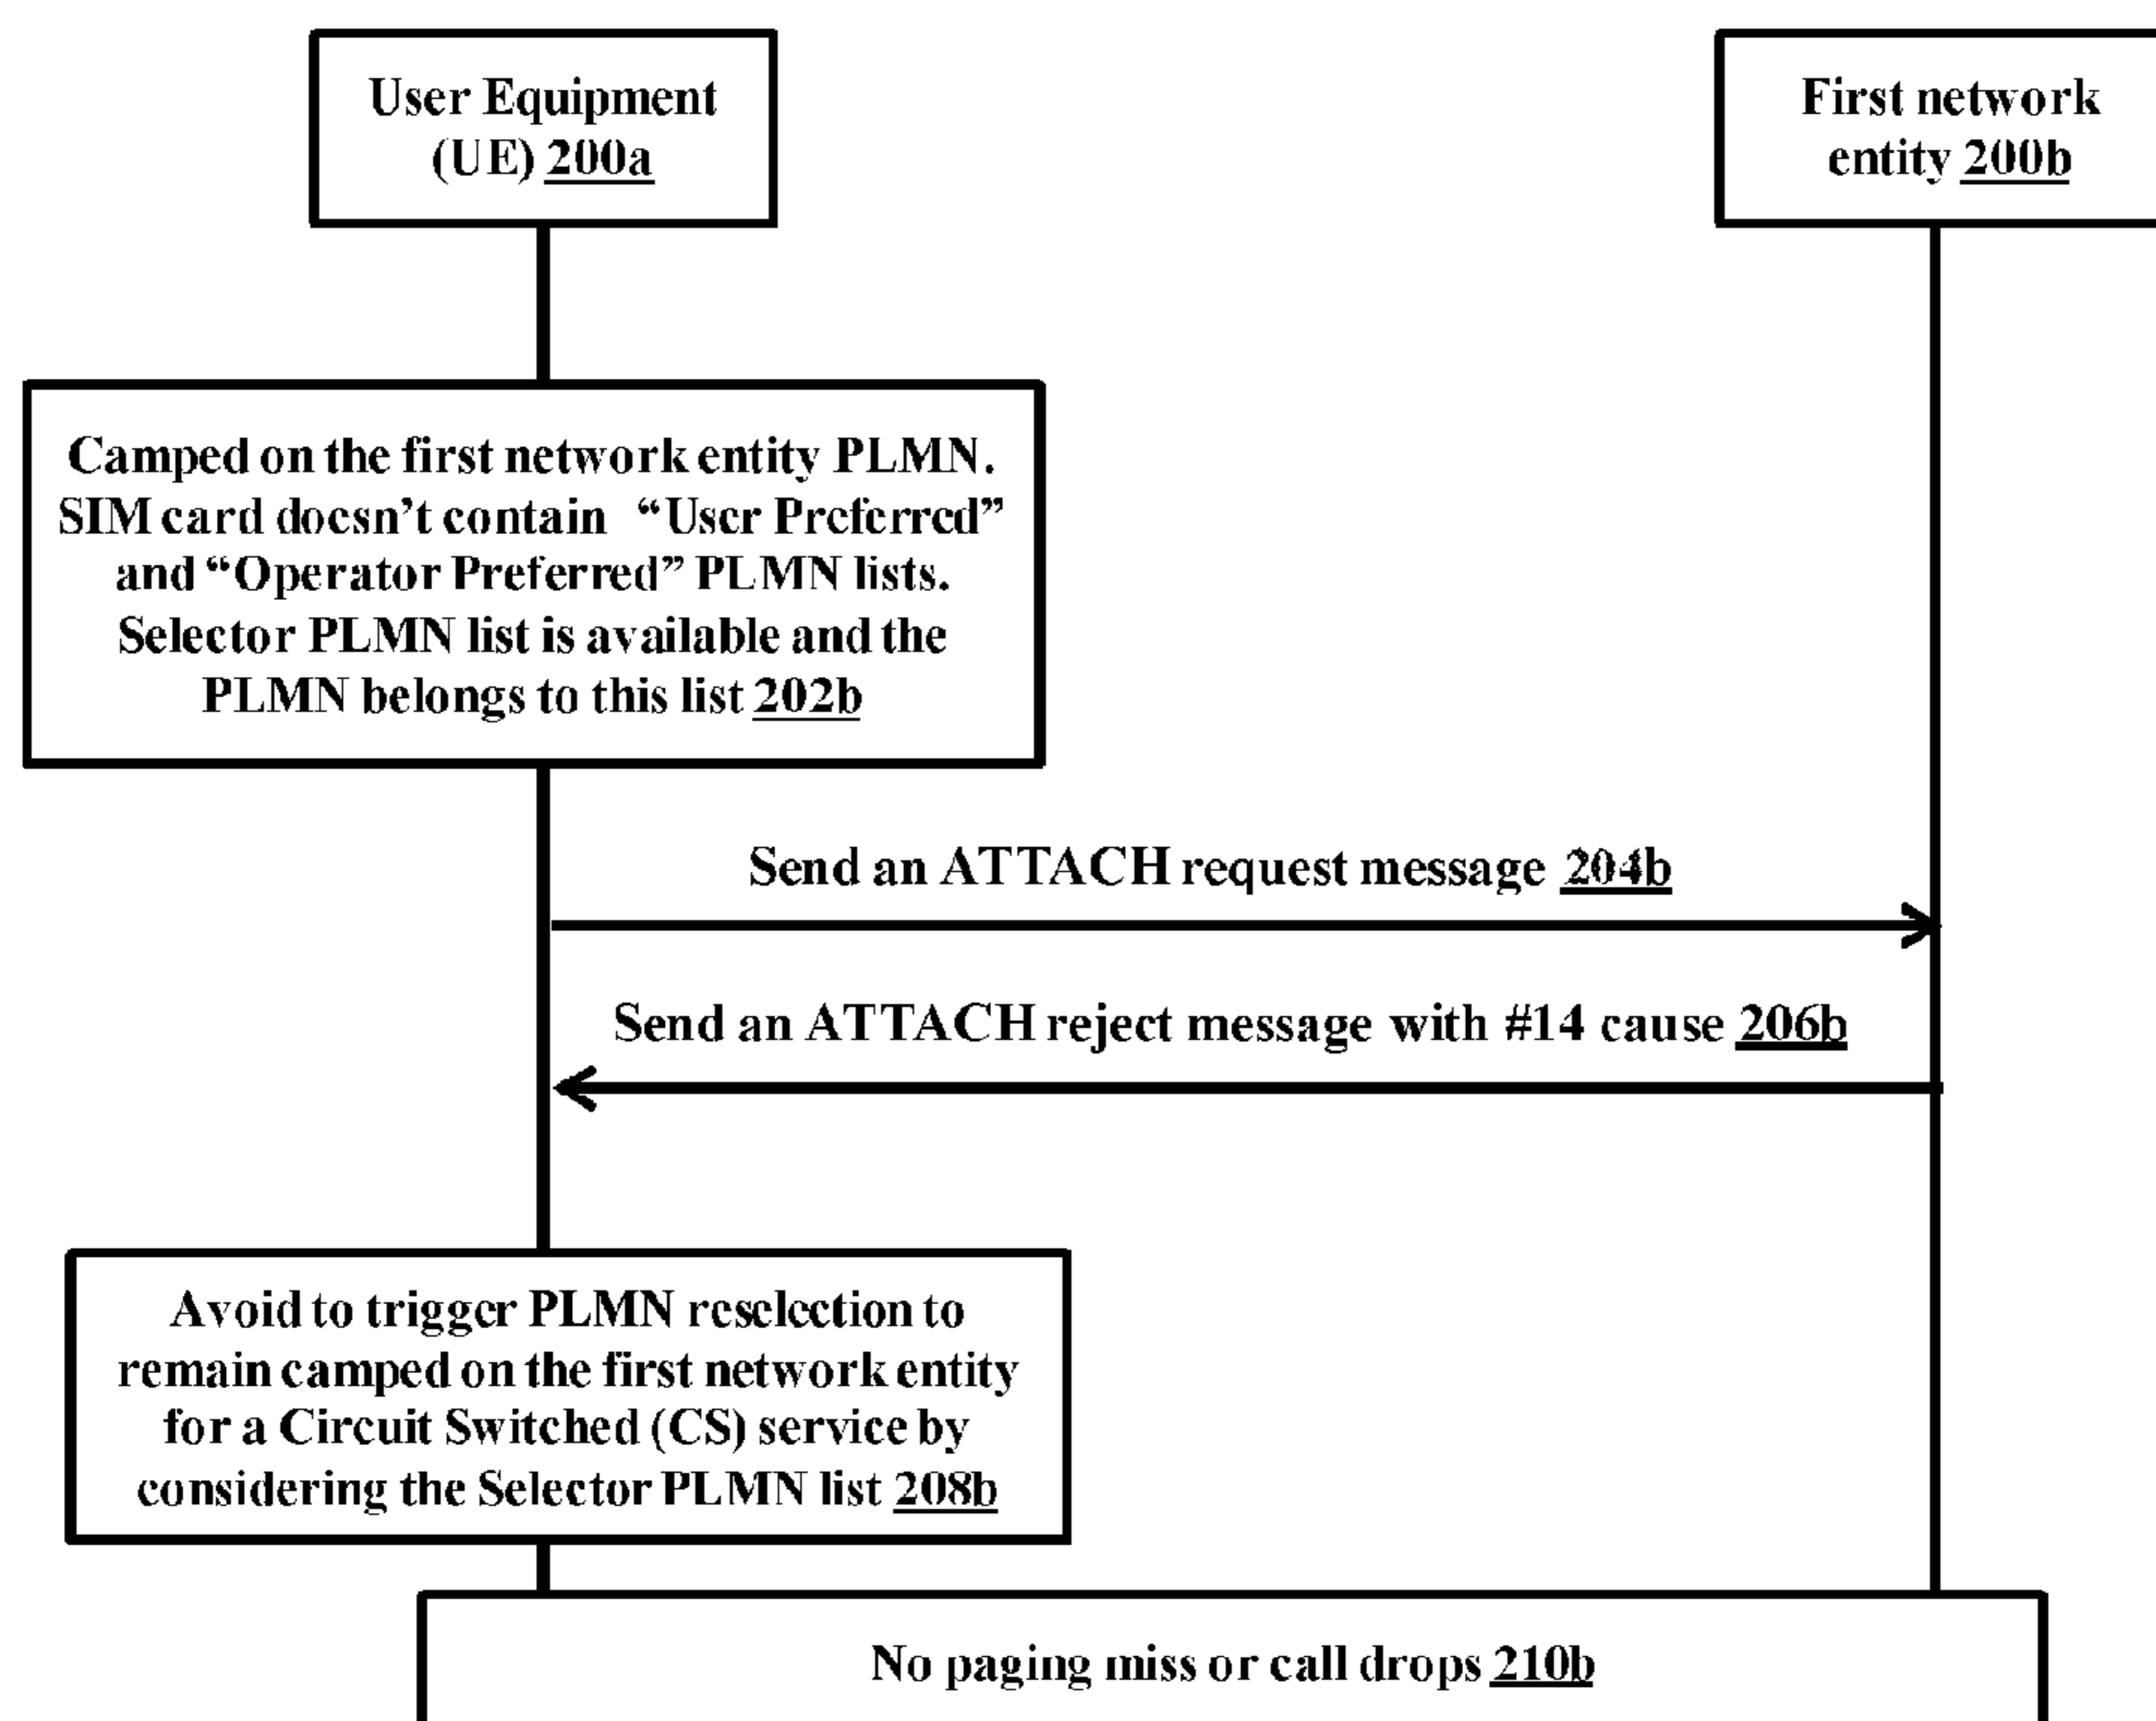 User Equipment
(UE) 200a
First network
entity 200b
Camped on the first network entity PLMN.
SIM card doesn't contain “User Preferred”
and “Operator Preferred” PLMN lists.
Selector PLMN list is available and the
PLMN belongs to this list 202b
Send an ATTACH request message 204b
Send an ATTACH reject message with #14 cause 206b
Avoid to trigger PLMN reselection to
remain camped on the first network entity
for a Circuit Switched (CS) service by
considering the Selector PLMN list 208b
No paging miss or call drops 210b